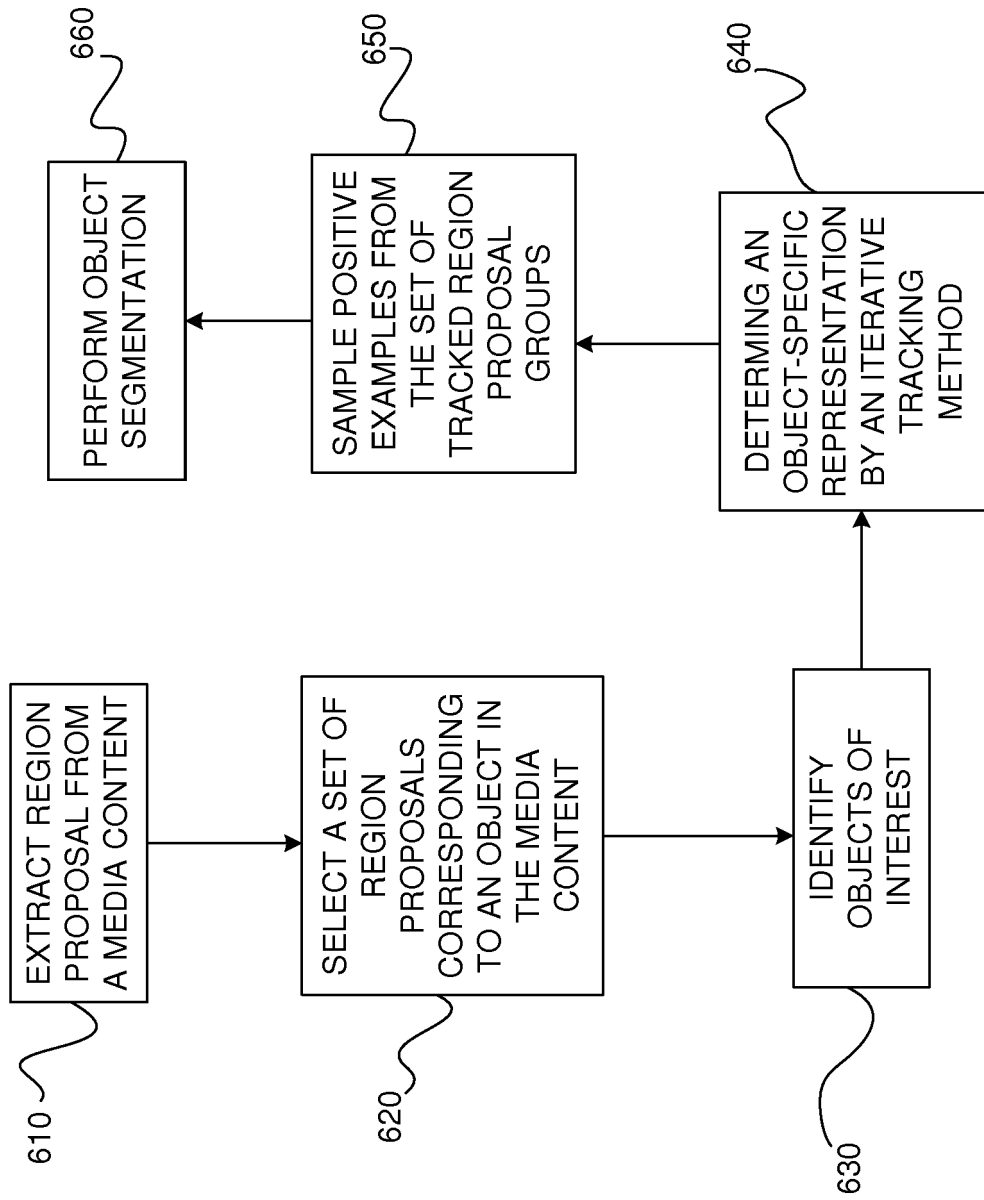 610
EXTRACT REGION
PROPOSAL FROM
A MEDIA CONTENT
620
SELECT A SET OF
REGION
PROPOSALS
CORRESPONDING
TO AN OBJECT IN
THE MEDIA
CONTENT
630
IDENTIFY
OBJECTS OF
INTEREST
640
DETERMINING AN
OBJECT-SPECIFIC
REPRESENTATION
BY AN ITERATIVE
TRACKING
METHOD
650
SAMPLE POSITIVE
EXAMPLES FROM
THE SET OF
TRACKED REGION
PROPOSAL
GROUPS
660
PERFORM OBJECT
SEGMENTATION